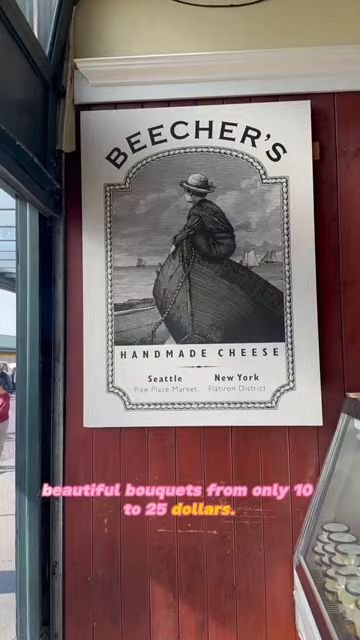 BEECHER'S
HANDMADE CHEESE
Seattle New York
Pike Place Market Flatiron District
beautiful bouquets from only 10
to 25 dollars.